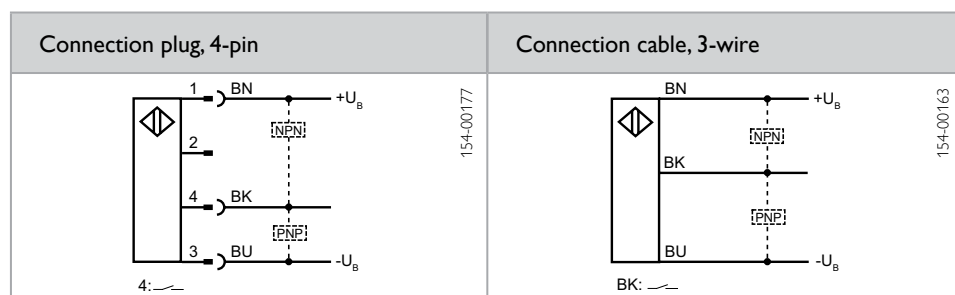 Connection plug, 4-pin
1 BN +UB
NPN
2
4 BK
PNP
3 BU -UB
4:
154-00177
Connection cable, 3-wire
BN +UB
NPN
BK
PNP
BU -UB
BK:
154-00163